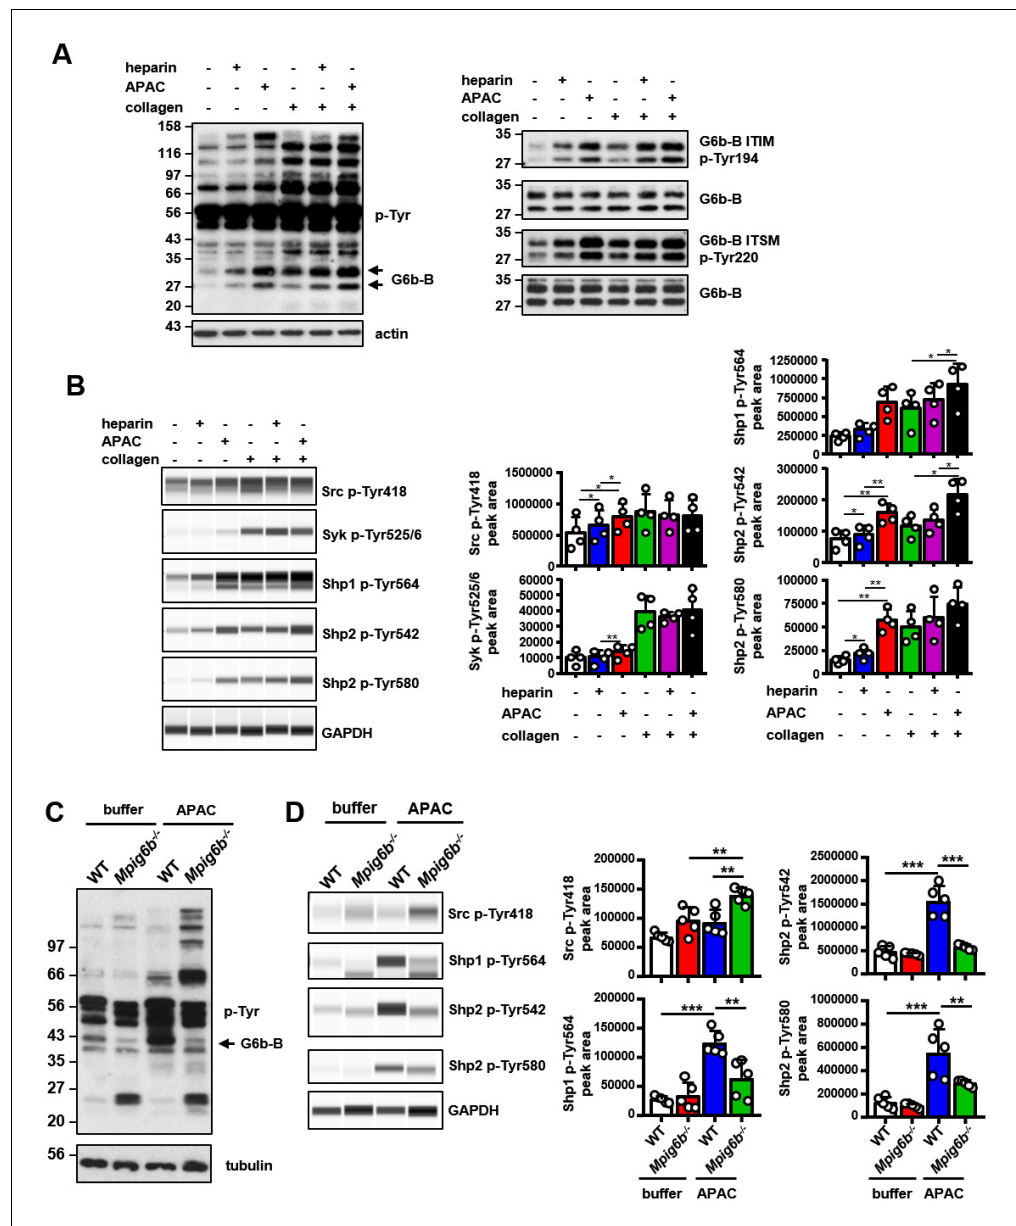 A
heparin - + - - + -
APAC - - + - - +
collagen - - - + + +
158
116
97
66
56
43
35
27
20
43
p-Tyr
G6b-B
actin
heparin - + - - + -
APAC - - + - - +
collagen - - - + + +
35
27
G6b-B ITIM
p-Tyr194
35
27
G6b-B
35
27
G6b-B ITSM
p-Tyr220
35
27
G6b-B
B
heparin - + - - + -
APAC - - + - - +
collagen - - - + + +
Src p-Tyr418
Syk p-Tyr525/6
Shp1 p-Tyr564
Shp2 p-Tyr542
Shp2 p-Tyr580
GAPDH
Src p-Tyr418
peak area
1500000
1000000
500000
0
* * *
Syk p-Tyr525/6
peak area
60000
50000
40000
30000
20000
10000
0
**
heparin - + - - + -
APAC - - + - - +
collagen - - - + + +
Shp1 p-Tyr564
peak area
1250000
1000000
750000
500000
250000
0
* *
Shp2 p-Tyr542
peak area
300000
200000
100000
0
** * ** * *
Shp2 p-Tyr580
peak area
100000
75000
50000
25000
0
** * **
heparin - + - - + -
APAC - - + - - +
collagen - - - + + +
C
buffer APAC
WT Mpig6b-/- WT Mpig6b-/-
97
66
56
43
35
27
20
56
p-Tyr
G6b-B
tubulin
D
buffer APAC
WT Mpig6b-/- WT Mpig6b-/-
Src p-Tyr418
Shp1 p-Tyr564
Shp2 p-Tyr542
Shp2 p-Tyr580
GAPDH
Src p-Tyr418
peak area
200000
150000
100000
50000
0
**
**
Shp2 p-Tyr542
peak area
2500000
2000000
1500000
1000000
500000
0
*** ***
Shp1 p-Tyr564
peak area
200000
150000
100000
50000
0
*** **
Shp2 p-Tyr580
peak area
1000000
800000
600000
400000
200000
0
*** **
WT Mpig6b-/- WT Mpig6b-/-
buffer APAC
WT Mpig6b-/- WT Mpig6b-/-
buffer APAC